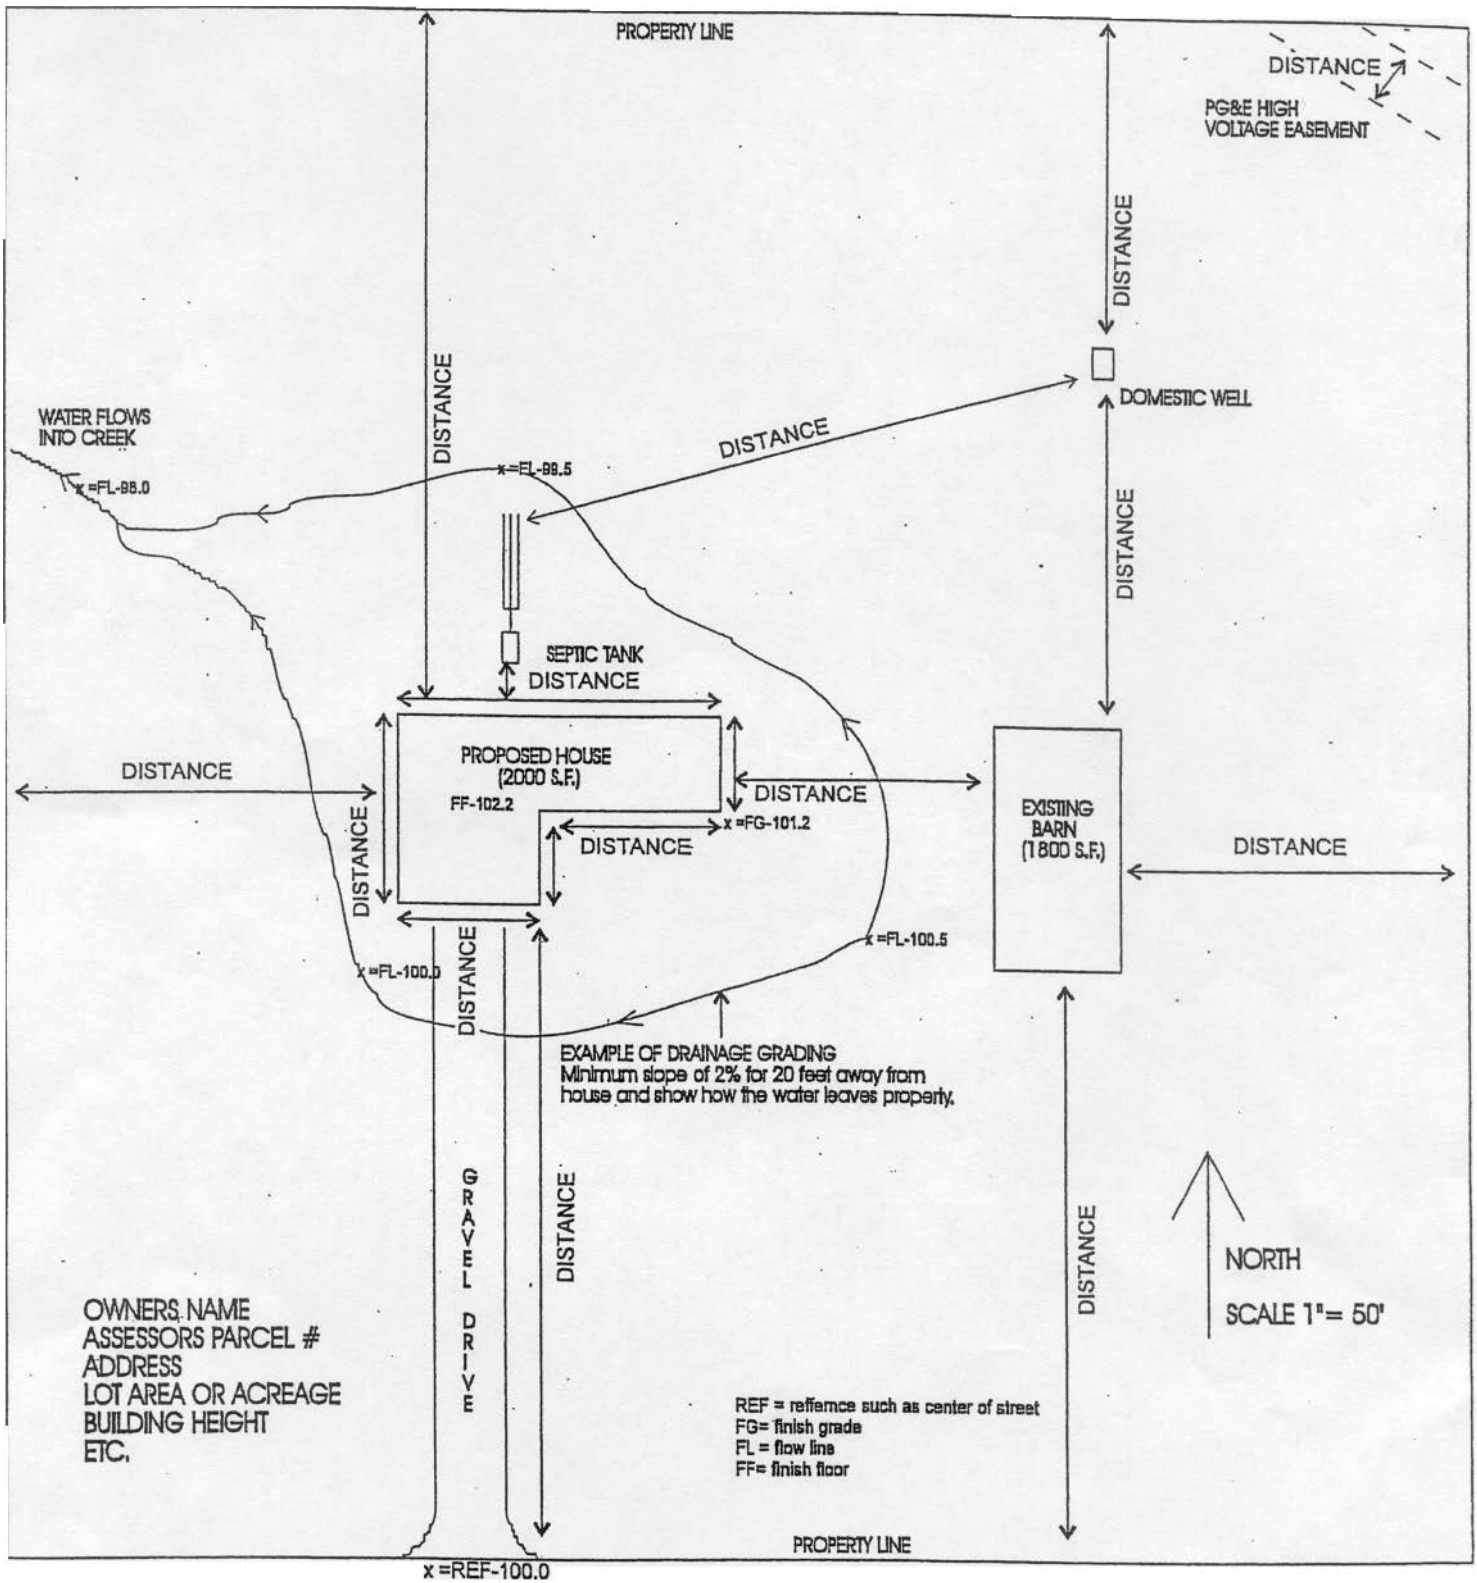 PROPERTY LINE
DISTANCE
PG&E HIGH
VOLTAGE EASEMENT
DISTANCE
DISTANCE
WATER FLOWS
INTO CREEK
x =FL-98.0
DOMESTIC WELL
DISTANCE
x =FL-99.5
DISTANCE
SEPTIC TANK
DISTANCE
PROPOSED HOUSE
(2000 S.F.)
FF-102.2
DISTANCE
DISTANCE
DISTANCE
x =FG-101.2
DISTANCE
EXISTING
BARN
(1800 S.F.)
DISTANCE
x =FL-100.5
x =FL-100.0
DISTANCE
EXAMPLE OF DRAINAGE GRADING
Minimum slope of 2% for 20 feet away from
house and show how the water leaves property.
GRAVEL DRIVE
DISTANCE
DISTANCE
NORTH
SCALE 1"= 50'
OWNERS NAME
ASSESSORS PARCEL #
ADDRESS
LOT AREA OR ACREAGE
BUILDING HEIGHT
ETC.
REF = reffernce such as center of street
FG= finish grade
FL = flow line
FF= finish floor
PROPERTY LINE
x =REF-100.0